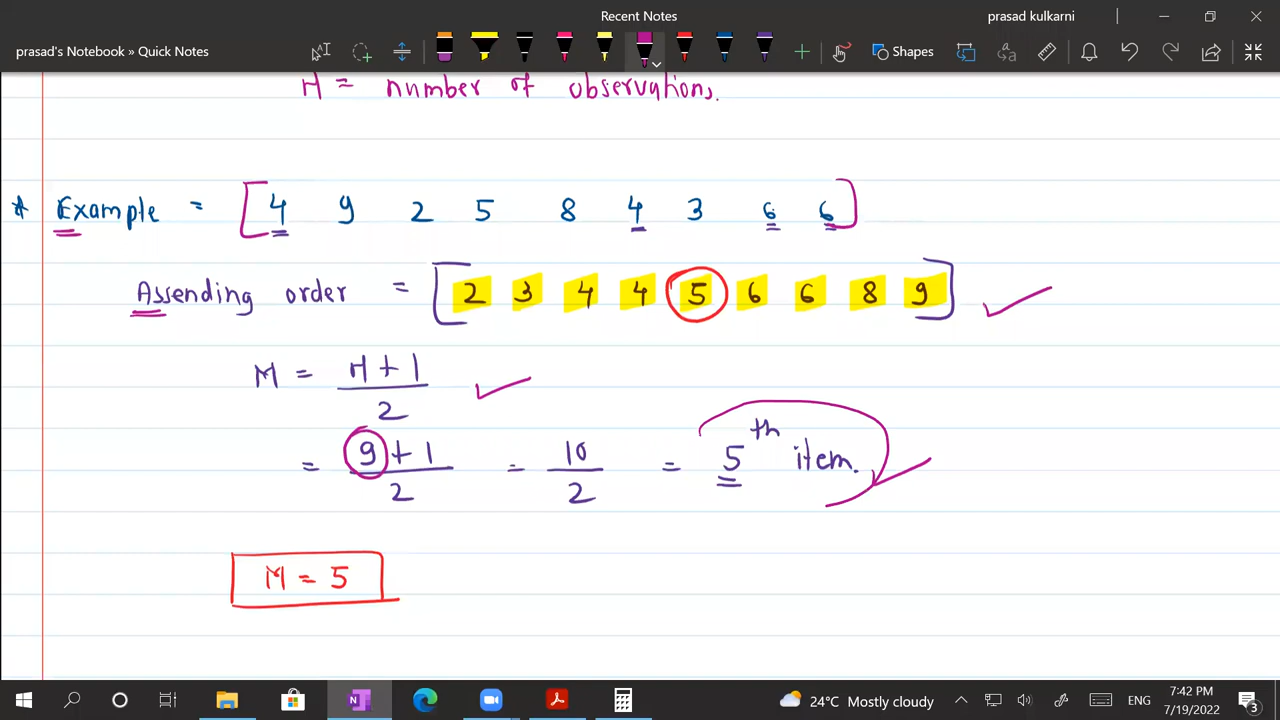 Recent Notes
prasad kulkarni
prasad's Notebook » Quick Notes
Shapes
N = number of observations.
* Example = [ 4 9 2 5 8 4 3 6 6 ]
Assending order = [ 2 3 4 4 5 6 6 8 9 ]
M = N + 1 / 2
= 9 + 1 / 2 = 10 / 2 = 5th item.
M = 5
24°C Mostly cloudy
ENG
7:42 PM
7/19/2022
3